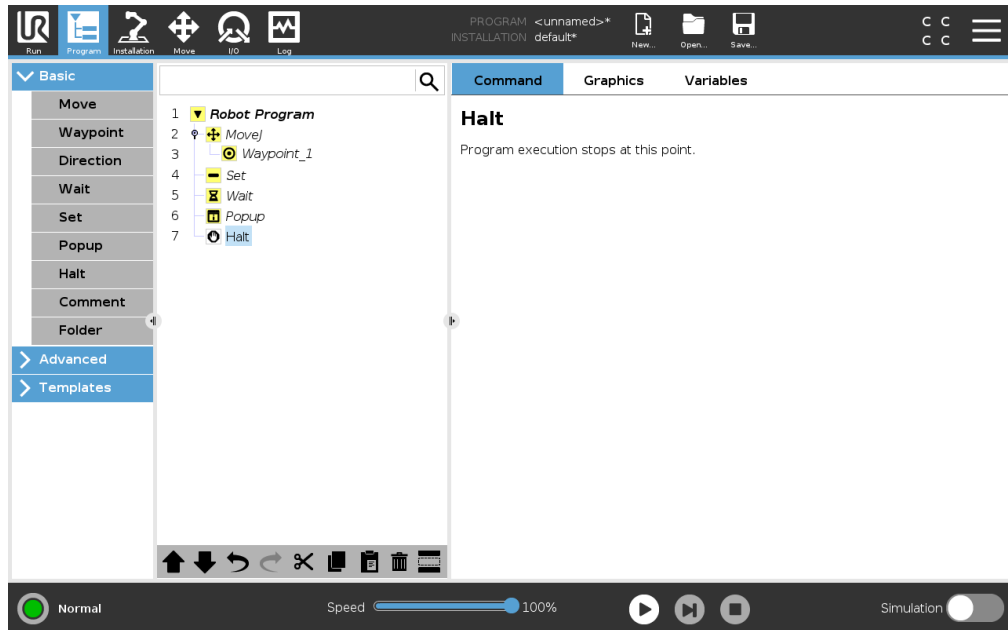 PROGRAM <unnamed>*
INSTALLATION default*
C C
C C
Run Program Installation Move I/O Log New... Open... Save...
Basic
Move
Waypoint
Direction
Wait
Set
Popup
Halt
Comment
Folder
Advanced
Templates
1 Robot Program
2 MoveJ
3 Waypoint_1
4 Set
5 Wait
6 Popup
7 Halt
Command Graphics Variables
Halt
Program execution stops at this point.
Normal
Speed 100%
Simulation